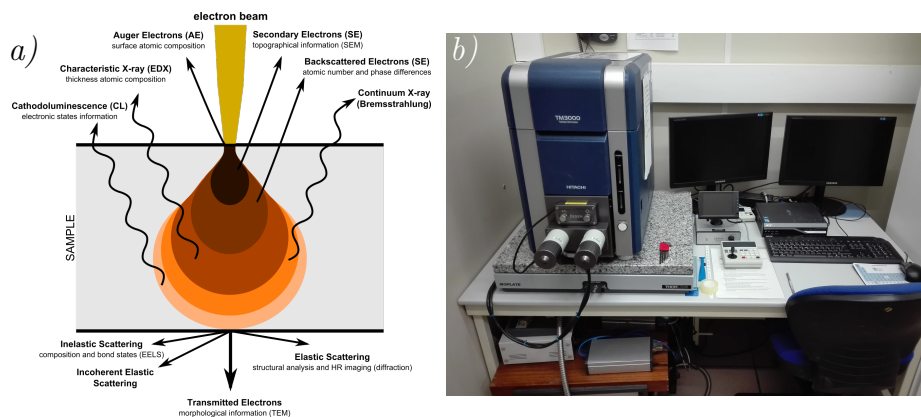 a)
electron beam
Auger Electrons (AE)
surface atomic composition
Secondary Electrons (SE)
topographical information (SEM)
Characteristic X-ray (EDX)
thickness atomic composition
Backscattered Electrons (SE)
atomic number and phase differences
Cathodoluminescence (CL)
electronic states information
Continuum X-ray
(Bremsstrahlung)
SAMPLE
Inelastic Scattering
composition and bond states (EELS)
Incoherent Elastic
Scattering
Elastic Scattering
structural analysis and HR imaging (diffraction)
Transmitted Electrons
morphological information (TEM)
b)
TM3000
HITACHI